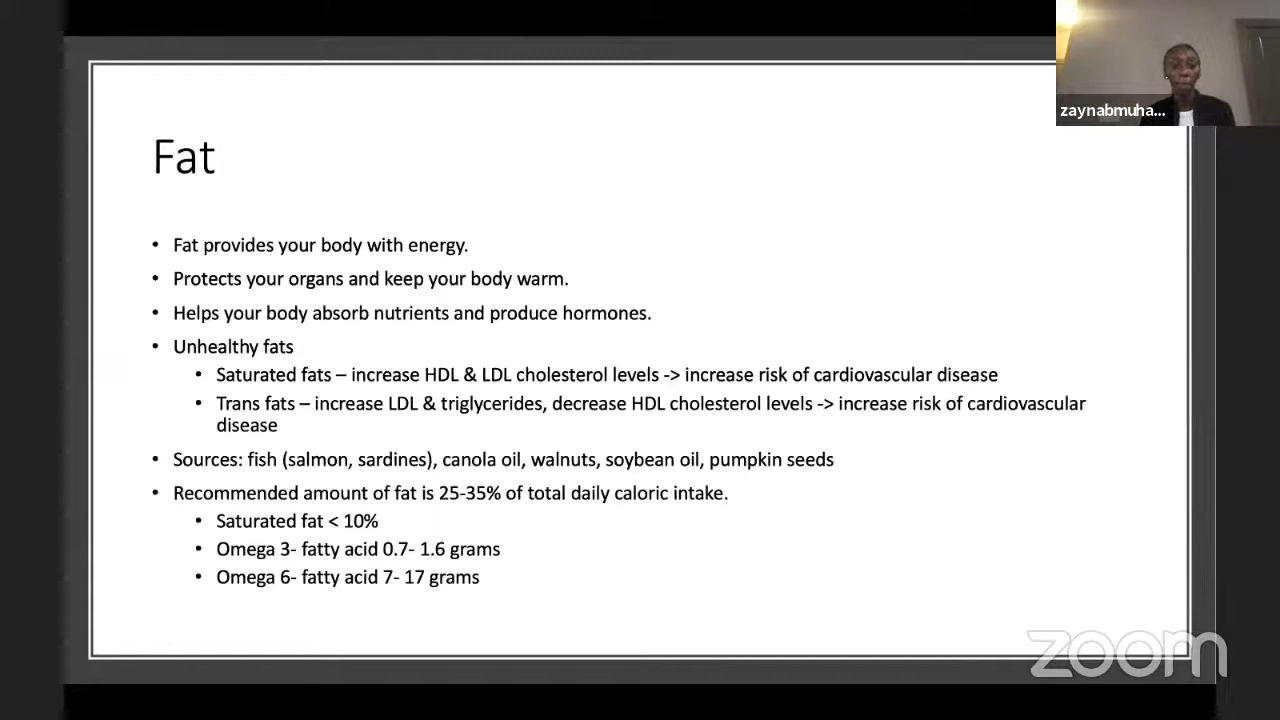 zaynabmuha...
Fat
• Fat provides your body with energy.
• Protects your organs and keep your body warm.
• Helps your body absorb nutrients and produce hormones.
• Unhealthy fats
• Saturated fats – increase HDL & LDL cholesterol levels -> increase risk of cardiovascular disease
• Trans fats – increase LDL & triglycerides, decrease HDL cholesterol levels -> increase risk of cardiovascular
disease
• Sources: fish (salmon, sardines), canola oil, walnuts, soybean oil, pumpkin seeds
• Recommended amount of fat is 25-35% of total daily caloric intake.
• Saturated fat < 10%
• Omega 3- fatty acid 0.7- 1.6 grams
• Omega 6- fatty acid 7- 17 grams
zoom